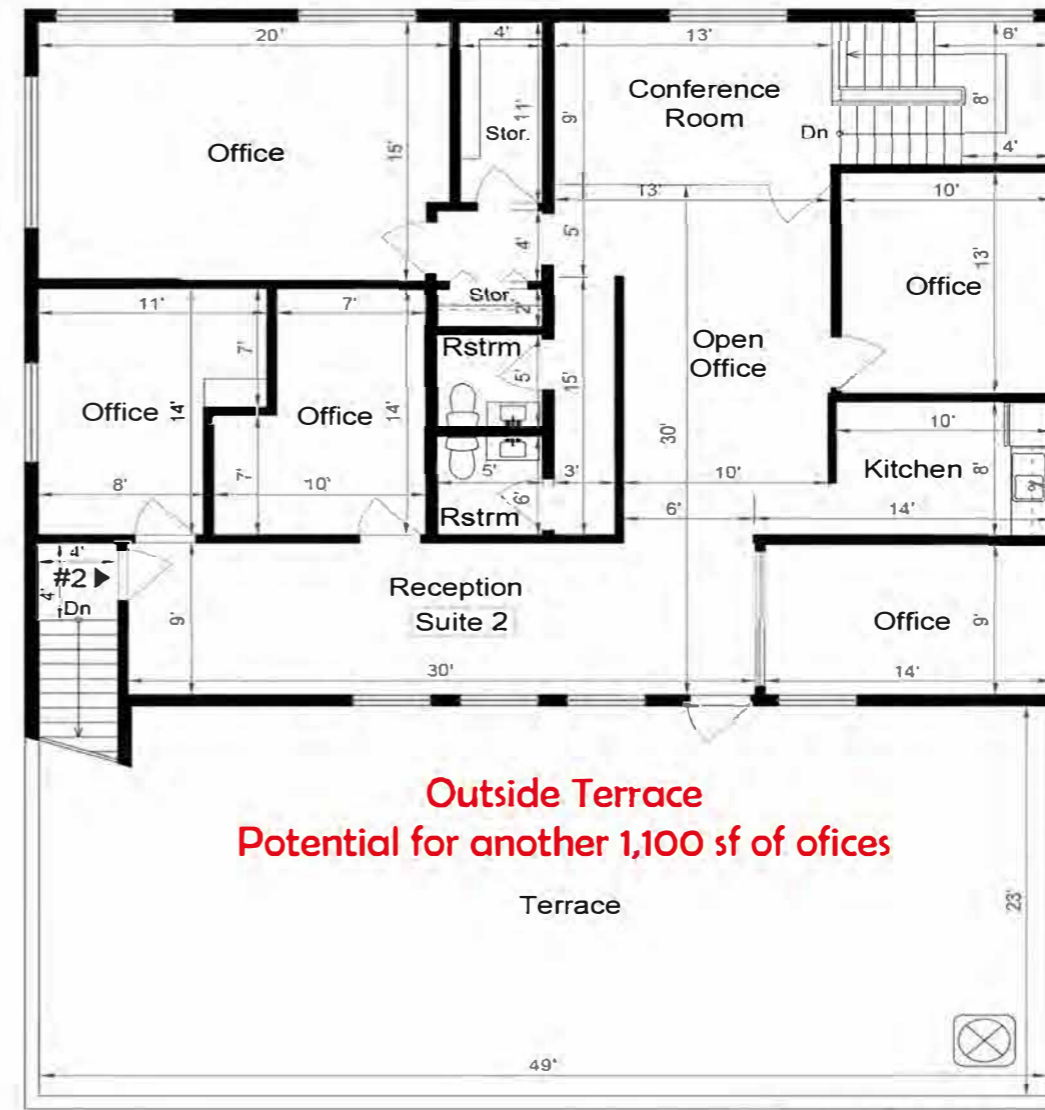 20'
4'
13'
6'
Conference
Room
11'
9'
8'
Stor.
Dn
Office
15'
4'
13'
10'
4'
5'
13'
Office
Stor.
2'
11'
7'
Rstrm
Open
Office
7'
5'
15'
Office
14'
Office
14'
30'
10'
Kitchen
8'
7'
8'
10'
5'
3'
10'
6'
Rstrm
6'
14'
4'
#2
4'
Dn
Reception
Suite 2
9'
Office
9'
30'
14'
Outside Terrace
Potential for another 1,100 sf of ofices
Terrace
23'
49'